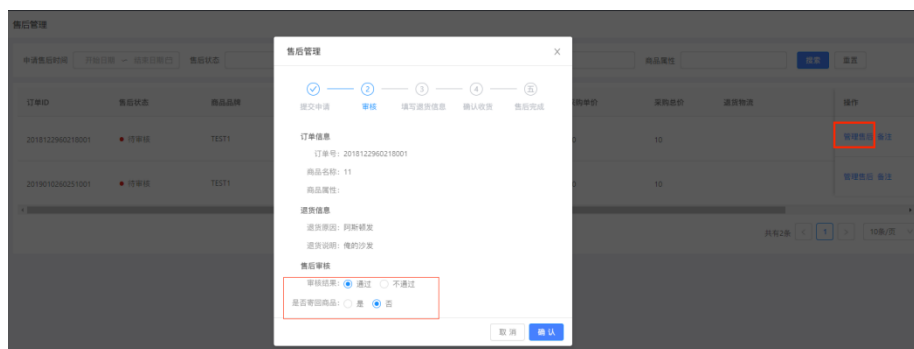 售后管理
申请售后时间 开始日期 ~ 结束日期 售后状态 商品属性 搜索 重置
售后管理
✓ 2 3 4 五
提交申请 审核 填写退货信息 确认收货 售后完成
订单ID 售后状态 商品品牌 采购单价 采购总价 退货物流 操作
2018122960218001 待审核 TEST1 10 管理售后 备注
2019010260251001 待审核 TEST1 10 管理售后 备注
订单信息
订单号: 2018122960218001
商品名称: 11
商品属性:
退货信息
退货原因: 阿斯顿发
退货说明: 俺的沙发
售后审核
审核结果: 通过 不通过
是否寄回商品: 是 否
共有2条 < 1 > 10条/页
取 消 确 认